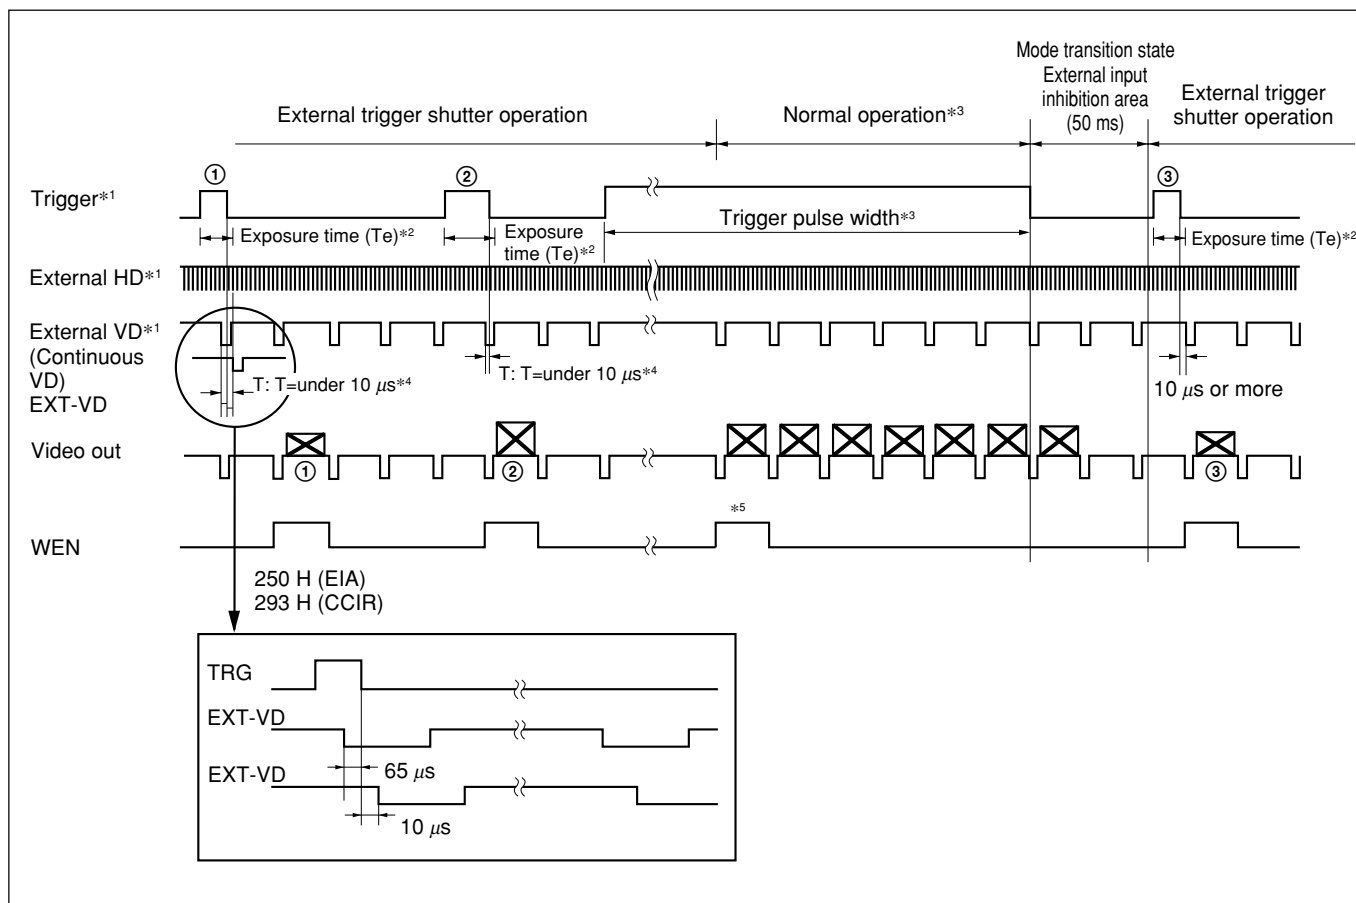 Mode transition state
External input
inhibition area
(50 ms)
External trigger shutter operation
Normal operation*3
External trigger
shutter operation
① ② ③
Trigger*1
Exposure time (Te)*2
Exposure
time (Te)*2
Trigger pulse width*3
Exposure time (Te)*2
External HD*1
External VD*1
(Continuous
VD)
EXT-VD
T: T=under 10 µs*4
T: T=under 10 µs*4
10 µs or more
Video out
① ② ③
*5
WEN
250 H (EIA)
293 H (CCIR)
TRG
EXT-VD
65 µs
EXT-VD
10 µs